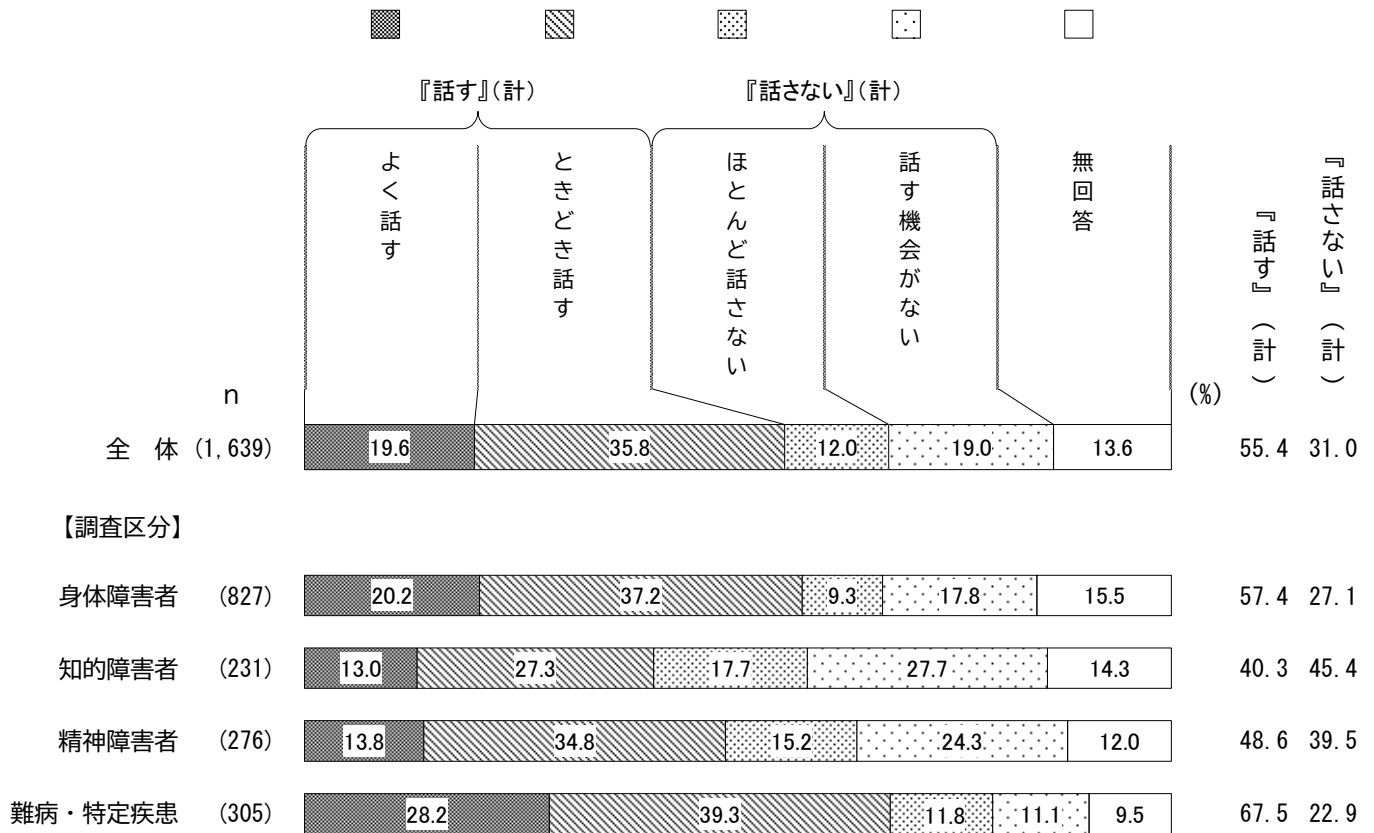 『話す』(計)
『話さない』(計)
よく話す
ときどき話す
ほとんど話さない
話す機会がない
無回答
『話す』(計)
『話さない』(計)
n
(%)
全 体 (1,639) 19.6 35.8 12.0 19.0 13.6 55.4 31.0
【調査区分】
身体障害者 (827) 20.2 37.2 9.3 17.8 15.5 57.4 27.1
知的障害者 (231) 13.0 27.3 17.7 27.7 14.3 40.3 45.4
精神障害者 (276) 13.8 34.8 15.2 24.3 12.0 48.6 39.5
難病・特定疾患 (305) 28.2 39.3 11.8 11.1 9.5 67.5 22.9